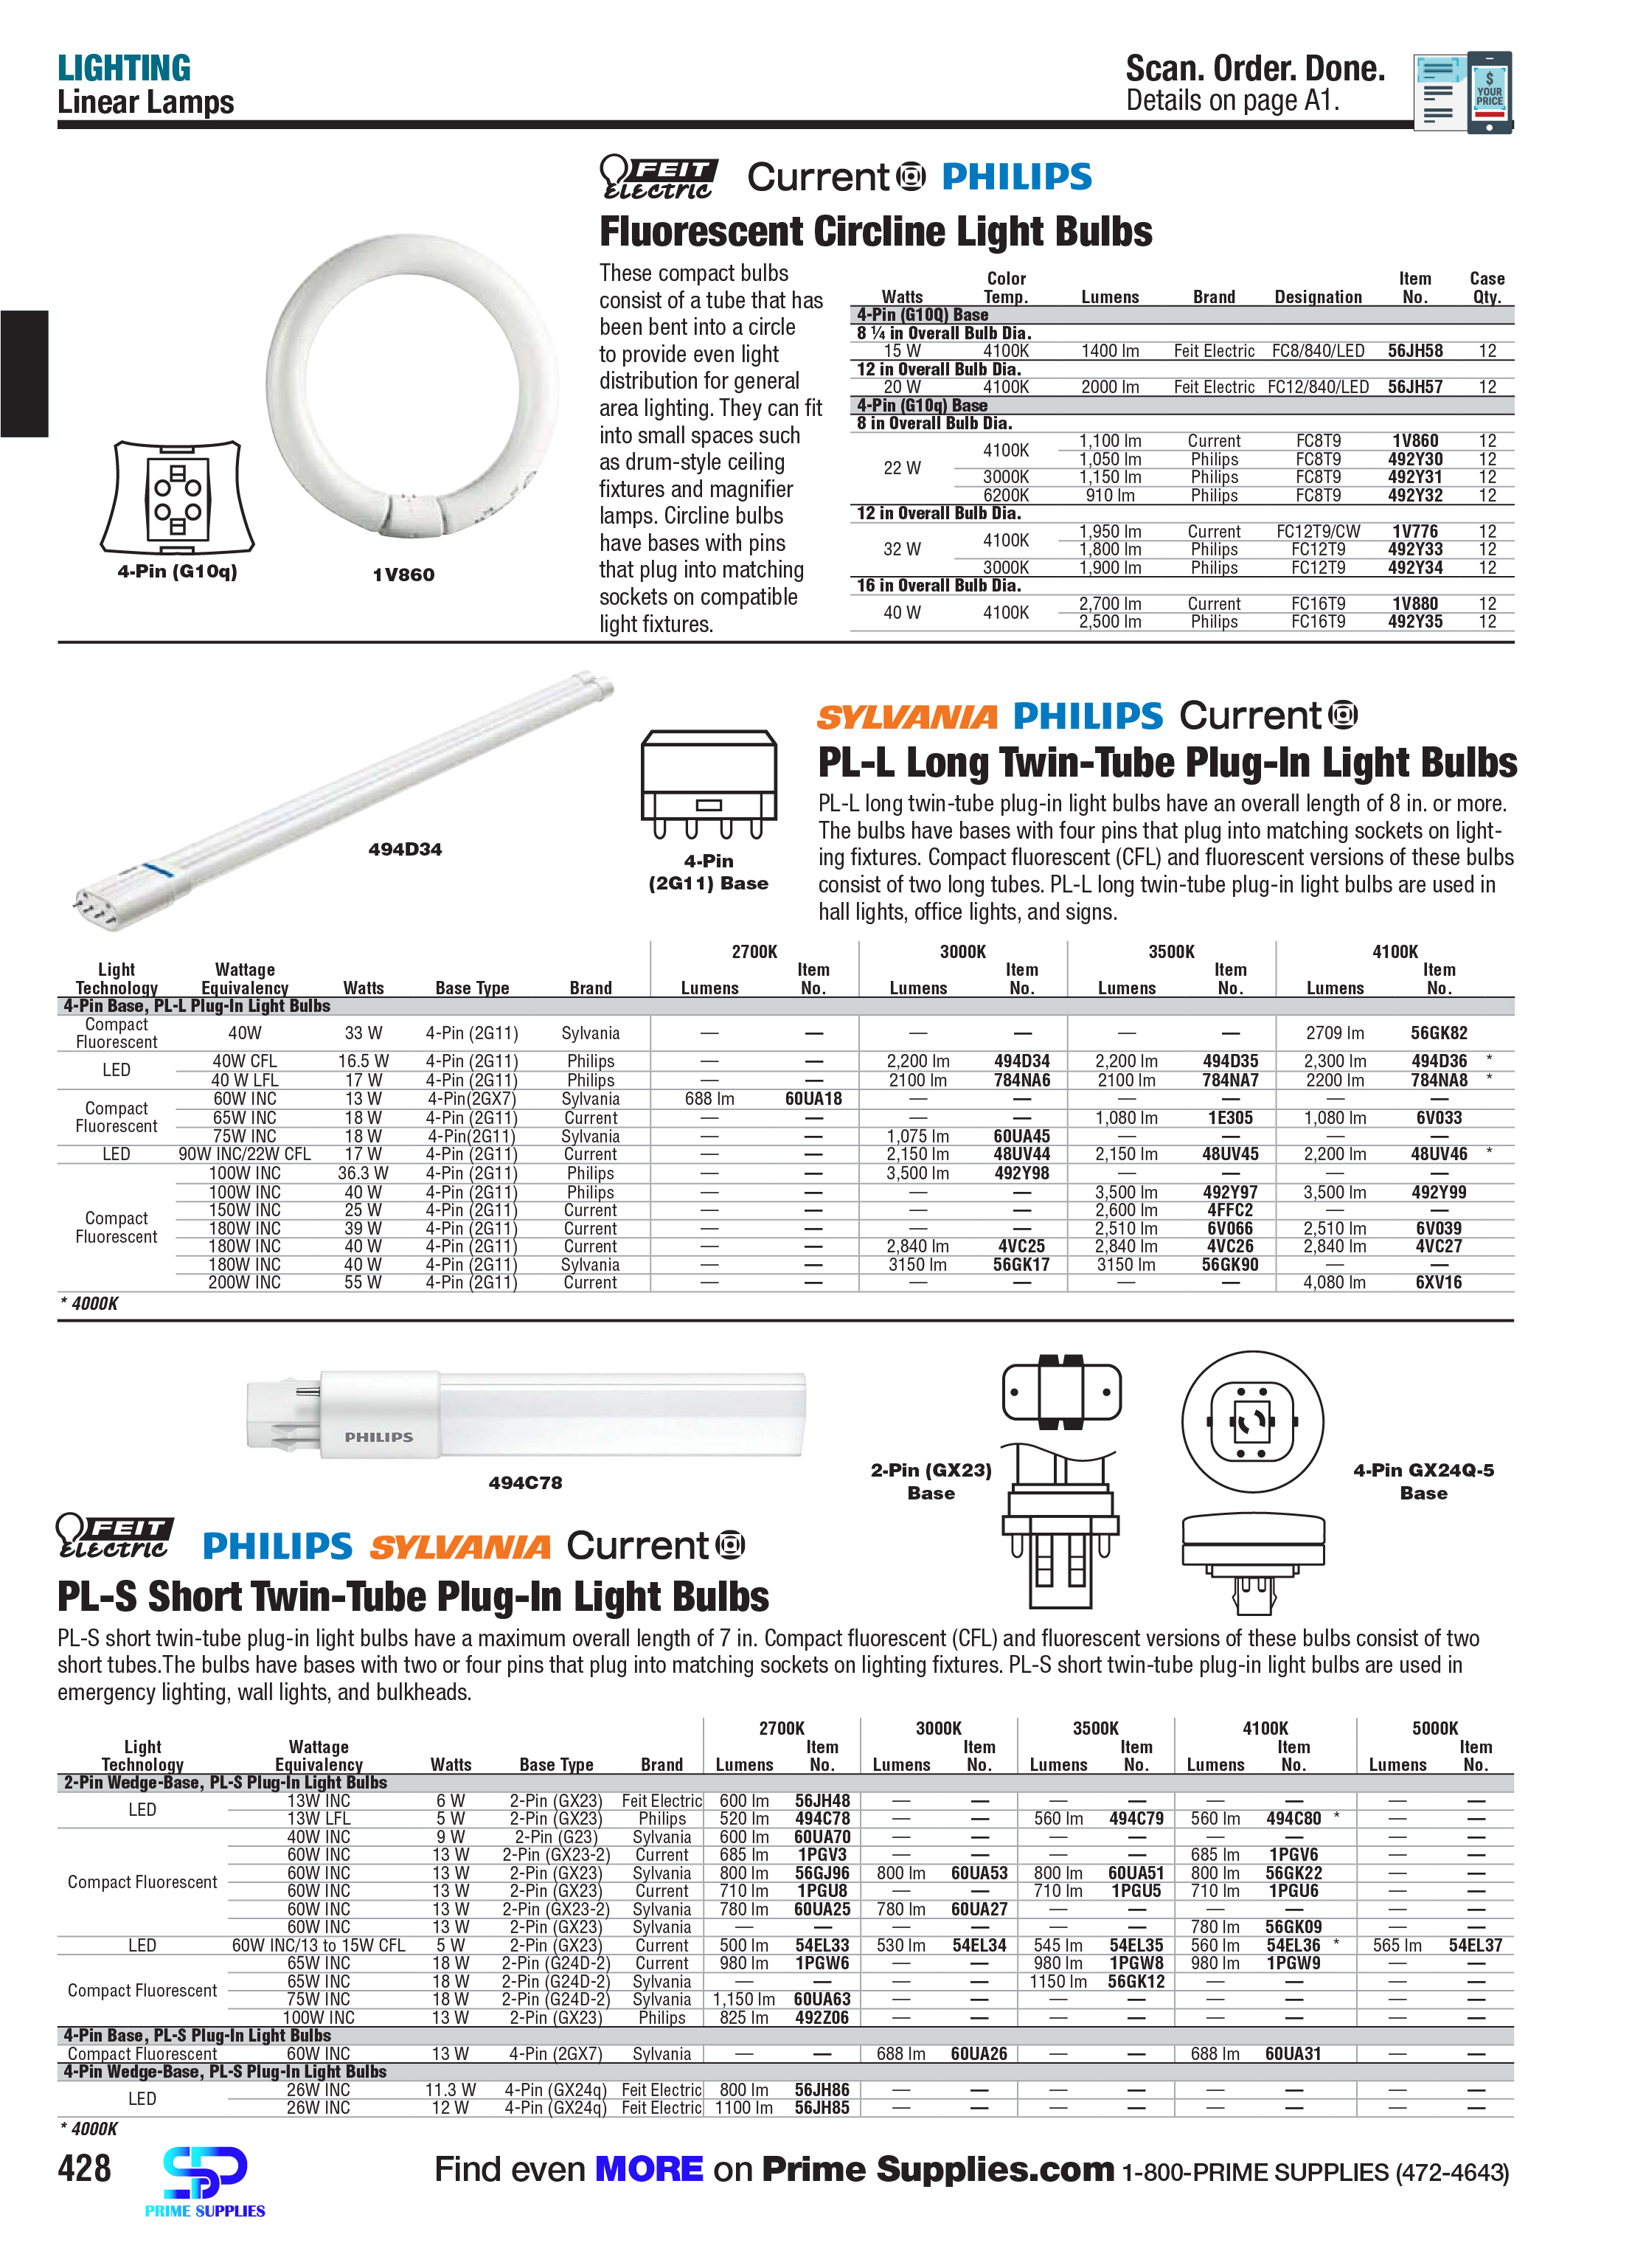 LIGHTING
Linear Lamps
Scan. Order. Done.
Details on page A1.
$
YOUR
PRICE
FEIT
ELECTRIC
Current PHILIPS
Fluorescent Circline Light Bulbs
These compact bulbs
consist of a tube that has
been bent into a circle
to provide even light
distribution for general
area lighting. They can fit
into small spaces such
as drum-style ceiling
fixtures and magnifier
lamps. Circline bulbs
have bases with pins
that plug into matching
sockets on compatible
light fixtures.
4-Pin (G10q)
1V860
Color Item Case
Watts Temp. Lumens Brand Designation No. Qty.
4-Pin (G10Q) Base
8 ¼ in Overall Bulb Dia.
15 W 4100K 1400 lm Feit Electric FC8/840/LED 56JH58 12
12 in Overall Bulb Dia.
20 W 4100K 2000 lm Feit Electric FC12/840/LED 56JH57 12
4-Pin (G10q) Base
8 in Overall Bulb Dia.
22 W 4100K 1,100 lm Current FC8T9 1V860 12
1,050 lm Philips FC8T9 492Y30 12
3000K 1,150 lm Philips FC8T9 492Y31 12
6200K 910 lm Philips FC8T9 492Y32 12
12 in Overall Bulb Dia.
32 W 4100K 1,950 lm Current FC12T9/CW 1V776 12
1,800 lm Philips FC12T9 492Y33 12
3000K 1,900 lm Philips FC12T9 492Y34 12
16 in Overall Bulb Dia.
40 W 4100K 2,700 lm Current FC16T9 1V880 12
2,500 lm Philips FC16T9 492Y35 12
494D34
4-Pin
(2G11) Base
SYLVANIA PHILIPS Current
PL-L Long Twin-Tube Plug-In Light Bulbs
PL-L long twin-tube plug-in light bulbs have an overall length of 8 in. or more.
The bulbs have bases with four pins that plug into matching sockets on light-
ing fixtures. Compact fluorescent (CFL) and fluorescent versions of these bulbs
consist of two long tubes. PL-L long twin-tube plug-in light bulbs are used in
hall lights, office lights, and signs.
2700K 3000K 3500K 4100K
Light Wattage Item Item Item Item
Technology Equivalency Watts Base Type Brand Lumens No. Lumens No. Lumens No. Lumens No.
4-Pin Base, PL-L Plug-In Light Bulbs
Compact Fluorescent 40W 33 W 4-Pin (2G11) Sylvania — — — — — — 2709 lm 56GK82
LED 40W CFL 16.5 W 4-Pin (2G11) Philips — — 2,200 lm 494D34 2,200 lm 494D35 2,300 lm 494D36 *
40 W LFL 17 W 4-Pin (2G11) Philips — — 2100 lm 784NA6 2100 lm 784NA7 2200 lm 784NA8 *
Compact Fluorescent 60W INC 13 W 4-Pin(2GX7) Sylvania 688 lm 60UA18 — — — — — —
65W INC 18 W 4-Pin (2G11) Current — — — — 1,080 lm 1E305 1,080 lm 6V033
75W INC 18 W 4-Pin(2G11) Sylvania — — 1,075 lm 60UA45 — — — —
LED 90W INC/22W CFL 17 W 4-Pin (2G11) Current — — 2,150 lm 48UV44 2,150 lm 48UV45 2,200 lm 48UV46 *
Compact Fluorescent 100W INC 36.3 W 4-Pin (2G11) Philips — — 3,500 lm 492Y98 — — — —
100W INC 40 W 4-Pin (2G11) Philips — — — — 3,500 lm 492Y97 3,500 lm 492Y99
150W INC 25 W 4-Pin (2G11) Current — — — — 2,600 lm 4FFC2 — —
180W INC 39 W 4-Pin (2G11) Current — — — — 2,510 lm 6V066 2,510 lm 6V039
180W INC 40 W 4-Pin (2G11) Current — — 2,840 lm 4VC25 2,840 lm 4VC26 2,840 lm 4VC27
180W INC 40 W 4-Pin (2G11) Sylvania — — 3150 lm 56GK17 3150 lm 56GK90 — —
200W INC 55 W 4-Pin (2G11) Current — — — — — — 4,080 lm 6XV16
* 4000K
PHILIPS
494C78
2-Pin (GX23)
Base
4-Pin GX24Q-5
Base
FEIT
ELECTRIC
PHILIPS SYLVANIA Current
PL-S Short Twin-Tube Plug-In Light Bulbs
PL-S short twin-tube plug-in light bulbs have a maximum overall length of 7 in. Compact fluorescent (CFL) and fluorescent versions of these bulbs consist of two
short tubes.The bulbs have bases with two or four pins that plug into matching sockets on lighting fixtures. PL-S short twin-tube plug-in light bulbs are used in
emergency lighting, wall lights, and bulkheads.
2700K 3000K 3500K 4100K 5000K
Light Wattage Item Item Item Item Item
Technology Equivalency Watts Base Type Brand Lumens No. Lumens No. Lumens No. Lumens No. Lumens No.
2-Pin Wedge-Base, PL-S Plug-In Light Bulbs
LED 13W INC 6 W 2-Pin (GX23) Feit Electric 600 lm 56JH48 — — — — — — — —
13W LFL 5 W 2-Pin (GX23) Philips 520 lm 494C78 — — 560 lm 494C79 560 lm 494C80 * — —
Compact Fluorescent 40W INC 9 W 2-Pin (G23) Sylvania 600 lm 60UA70 — — — — — — — —
60W INC 13 W 2-Pin (GX23-2) Current 685 lm 1PGV3 — — — — 685 lm 1PGV6 — —
60W INC 13 W 2-Pin (GX23) Sylvania 800 lm 56GJ96 800 lm 60UA53 800 lm 60UA51 800 lm 56GK22 — —
60W INC 13 W 2-Pin (GX23) Current 710 lm 1PGU8 — — 710 lm 1PGU5 710 lm 1PGU6 — —
60W INC 13 W 2-Pin (GX23-2) Sylvania 780 lm 60UA25 780 lm 60UA27 — — — — — —
60W INC 13 W 2-Pin (GX23) Sylvania — — — — — — 780 lm 56GK09 — —
LED 60W INC/13 to 15W CFL 5 W 2-Pin (GX23) Current 500 lm 54EL33 530 lm 54EL34 545 lm 54EL35 560 lm 54EL36 * 565 lm 54EL37
Compact Fluorescent 65W INC 18 W 2-Pin (G24D-2) Current 980 lm 1PGW6 — — 980 lm 1PGW8 980 lm 1PGW9 — —
65W INC 18 W 2-Pin (G24D-2) Sylvania — — — — 1150 lm 56GK12 — — — —
75W INC 18 W 2-Pin (G24D-2) Sylvania 1,150 lm 60UA63 — — — — — — — —
100W INC 13 W 2-Pin (GX23) Philips 825 lm 492Z06 — — — — — — — —
4-Pin Base, PL-S Plug-In Light Bulbs
Compact Fluorescent 60W INC 13 W 4-Pin (2GX7) Sylvania — — 688 lm 60UA26 — — 688 lm 60UA31 — —
4-Pin Wedge-Base, PL-S Plug-In Light Bulbs
LED 26W INC 11.3 W 4-Pin (GX24q) Feit Electric 800 lm 56JH86 — — — — — — — —
26W INC 12 W 4-Pin (GX24q) Feit Electric 1100 lm 56JH85 — — — — — — — —
* 4000K
428
PRIME SUPPLIES
Find even MORE on Prime Supplies.com 1-800-PRIME SUPPLIES (472-4643)